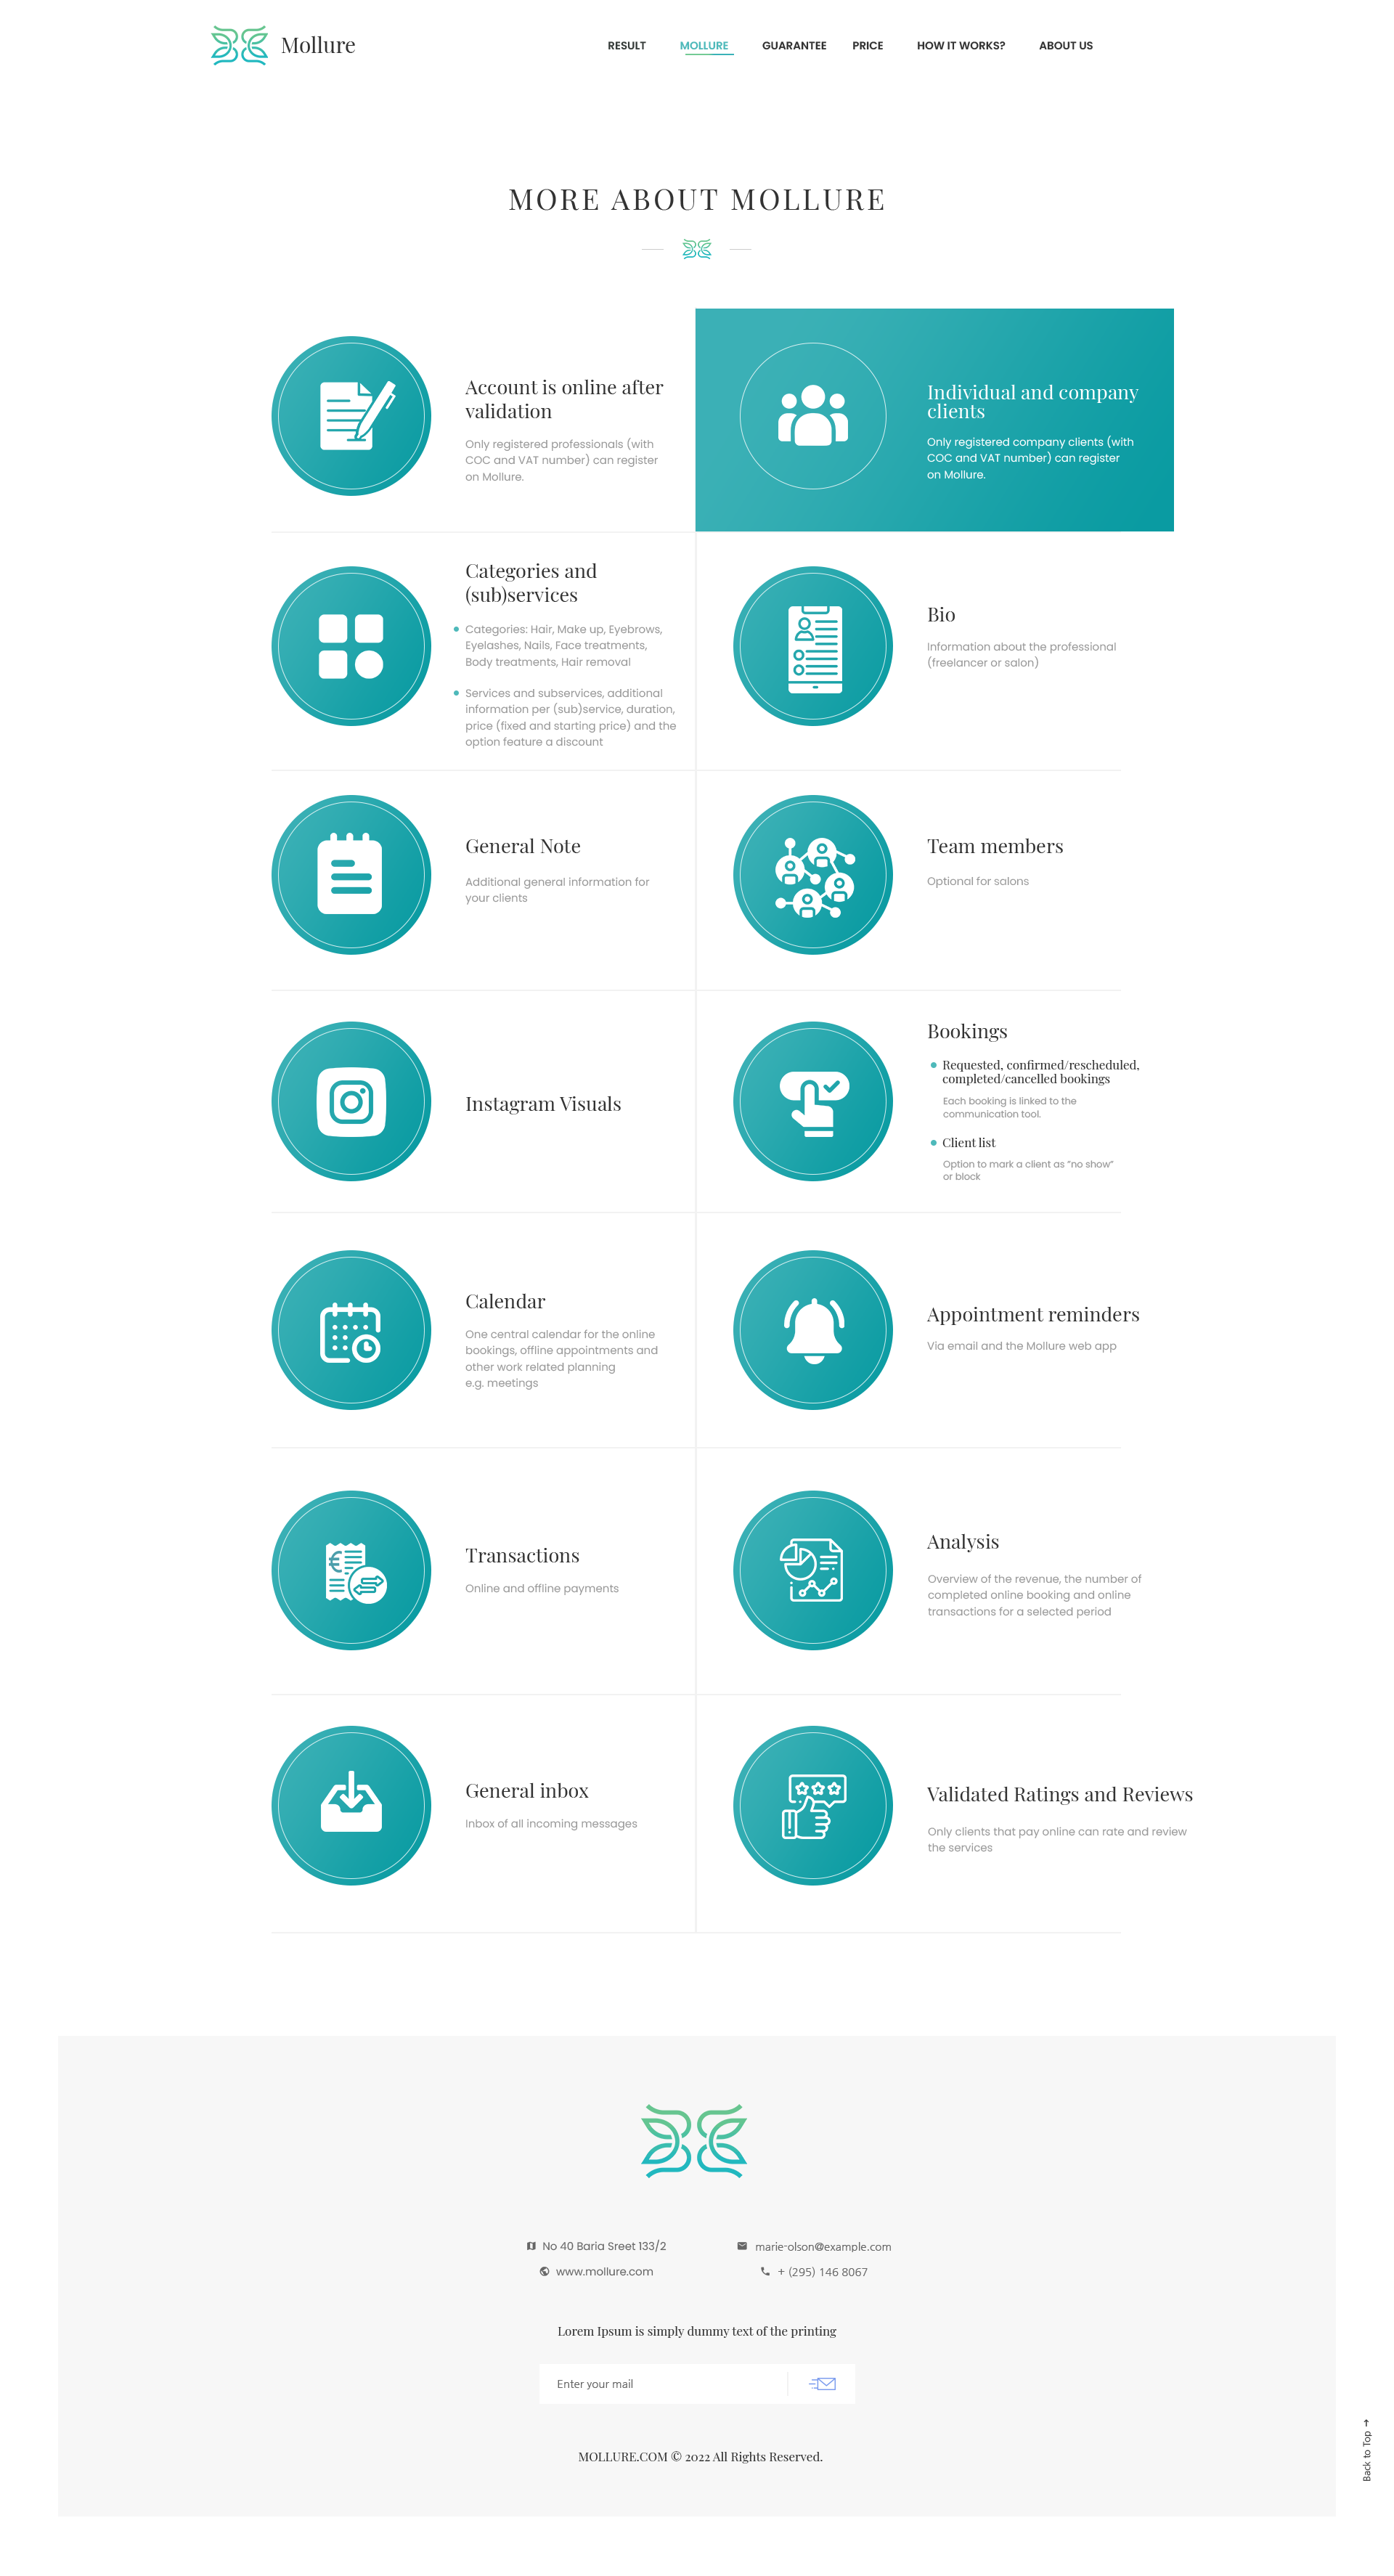 Mollure
RESULT
MOLLURE
GUARANTEE
PRICE
HOW IT WORKS?
ABOUT US
MORE ABOUT MOLLURE
Account is online after
validation
Only registered professionals (with
COC and VAT number) can register
on Mollure.
Individual and company
clients
Only registered company clients (with
COC and VAT number) can register
on Mollure.
Categories and
(sub)services
Categories: Hair, Make up, Eyebrows,
Eyelashes, Nails, Face treatments,
Body treatments, Hair removal
Services and subservices, additional
information per (sub)service, duration,
price (fixed and starting price) and the
option feature a discount
Bio
Information about the professional
(freelancer or salon)
General Note
Additional general information for
your clients
Team members
Optional for salons
Instagram Visuals
Bookings
Requested, confirmed/rescheduled,
completed/cancelled bookings
Each booking is linked to the
communication tool.
Client list
Option to mark a client as “no show”
or block
Calendar
One central calendar for the online
bookings, offline appointments and
other work related planning
e.g. meetings
Appointment reminders
Via email and the Mollure web app
Transactions
Online and offline payments
Analysis
Overview of the revenue, the number of
completed online booking and online
transactions for a selected period
General inbox
Inbox of all incoming messages
Validated Ratings and Reviews
Only clients that pay online can rate and review
the services
No 40 Baria Sreet 133/2
marie-olson@example.com
www.mollure.com
+ (295) 146 8067
Lorem Ipsum is simply dummy text of the printing
Enter your mail
MOLLURE.COM © 2022 All Rights Reserved.
Back to Top